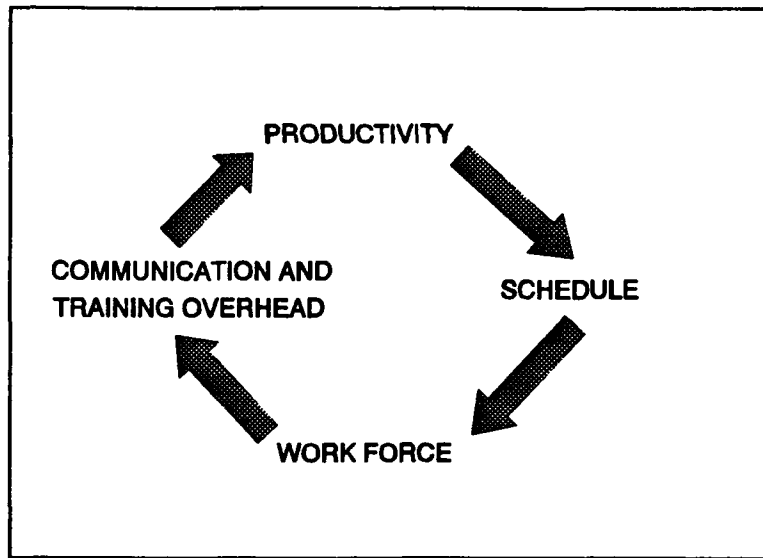 PRODUCTIVITY
COMMUNICATION AND
TRAINING OVERHEAD
SCHEDULE
WORK FORCE